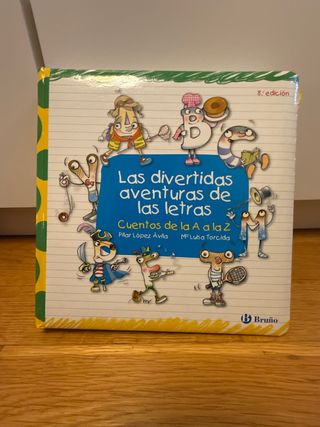 8.ª edición
Las divertidas
aventuras de
las letras
Cuentos de la A a la Z
Pilar López Ávila Mª Luisa Torcida
Bruño